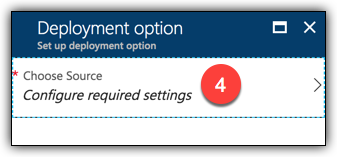 Deployment option
Set up deployment option
* Choose Source
Configure required settings
4